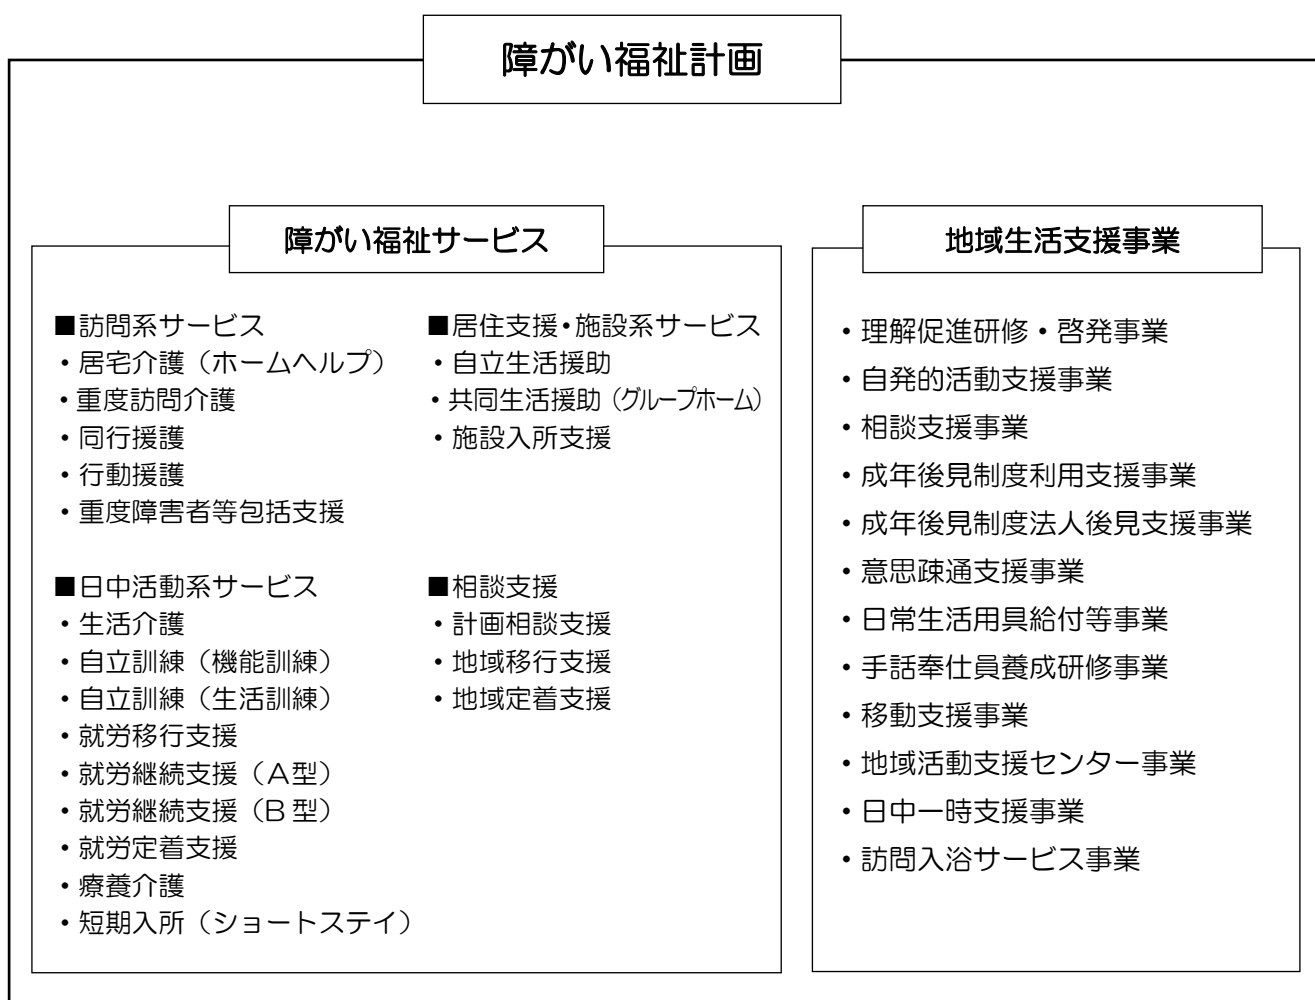 障がい福祉計画
障がい福祉サービス
■訪問系サービス
・居宅介護（ホームヘルプ）
・重度訪問介護
・同行援護
・行動援護
・重度障害者等包括支援
■居住支援・施設系サービス
・自立生活援助
・共同生活援助（グループホーム）
・施設入所支援
■日中活動系サービス
・生活介護
・自立訓練（機能訓練）
・自立訓練（生活訓練）
・就労移行支援
・就労継続支援（Ａ型）
・就労継続支援（Ｂ型）
・就労定着支援
・療養介護
・短期入所（ショートステイ）
■相談支援
・計画相談支援
・地域移行支援
・地域定着支援
地域生活支援事業
・理解促進研修・啓発事業
・自発的活動支援事業
・相談支援事業
・成年後見制度利用支援事業
・成年後見制度法人後見支援事業
・意思疎通支援事業
・日常生活用具給付等事業
・手話奉仕員養成研修事業
・移動支援事業
・地域活動支援センター事業
・日中一時支援事業
・訪問入浴サービス事業